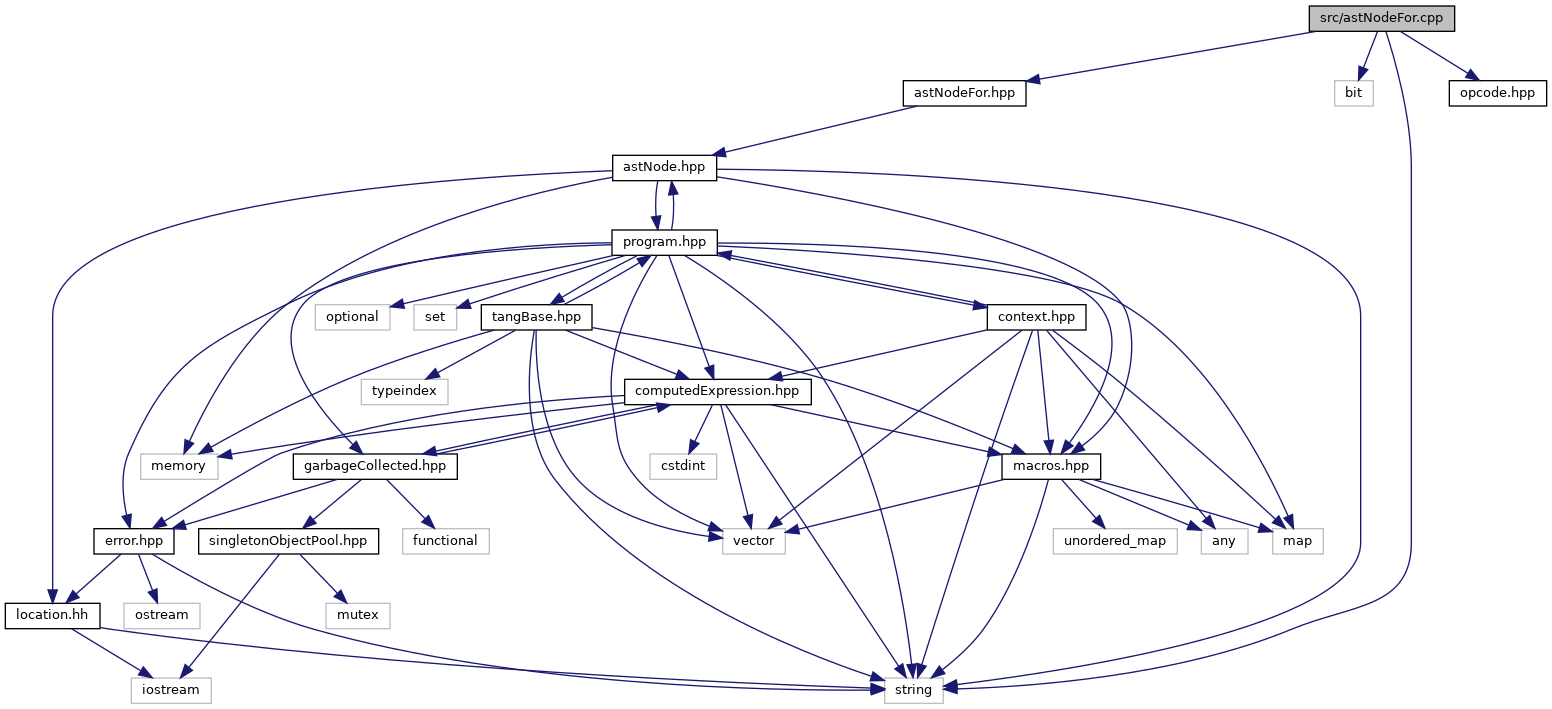 src/astNodeFor.cpp
astNodeFor.hpp
bit
opcode.hpp
astNode.hpp
program.hpp
optional
set
tangBase.hpp
context.hpp
typeindex
computedExpression.hpp
memory
garbageCollected.hpp
cstdint
macros.hpp
error.hpp
singletonObjectPool.hpp
functional
vector
unordered_map
any
map
location.hh
ostream
mutex
iostream
string